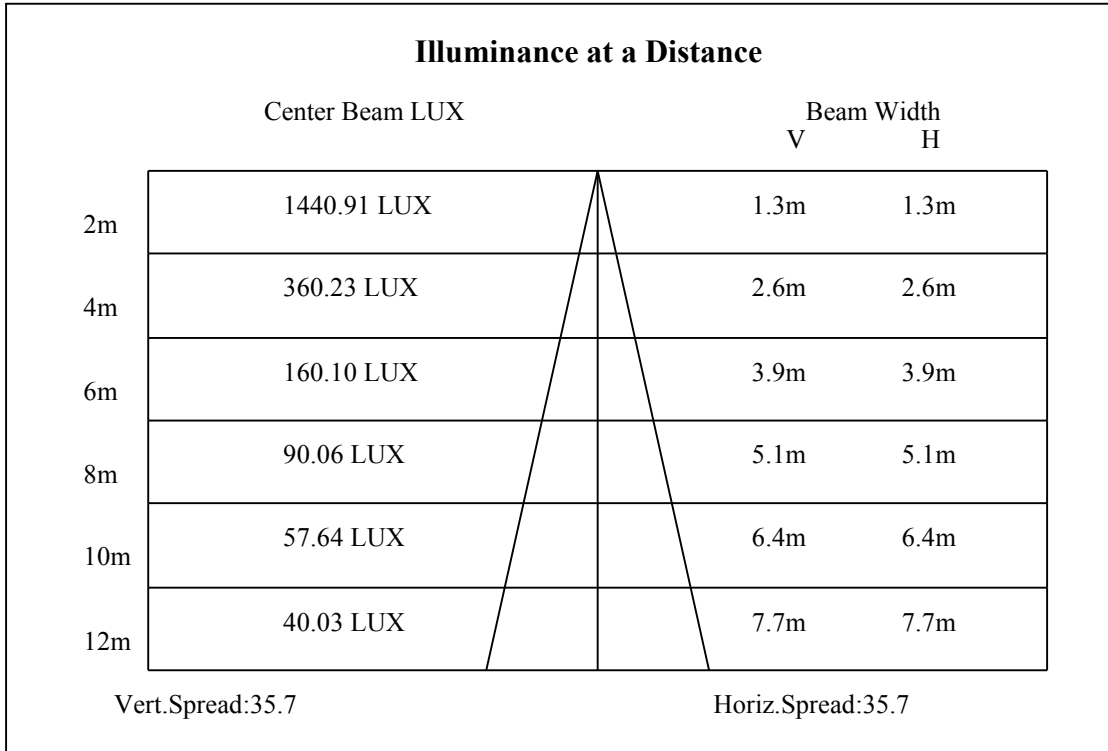 Illuminance at a Distance
Center Beam LUX Beam Width
V H
2m 1440.91 LUX 1.3m 1.3m
4m 360.23 LUX 2.6m 2.6m
6m 160.10 LUX 3.9m 3.9m
8m 90.06 LUX 5.1m 5.1m
10m 57.64 LUX 6.4m 6.4m
12m 40.03 LUX 7.7m 7.7m
Vert.Spread:35.7 Horiz.Spread:35.7